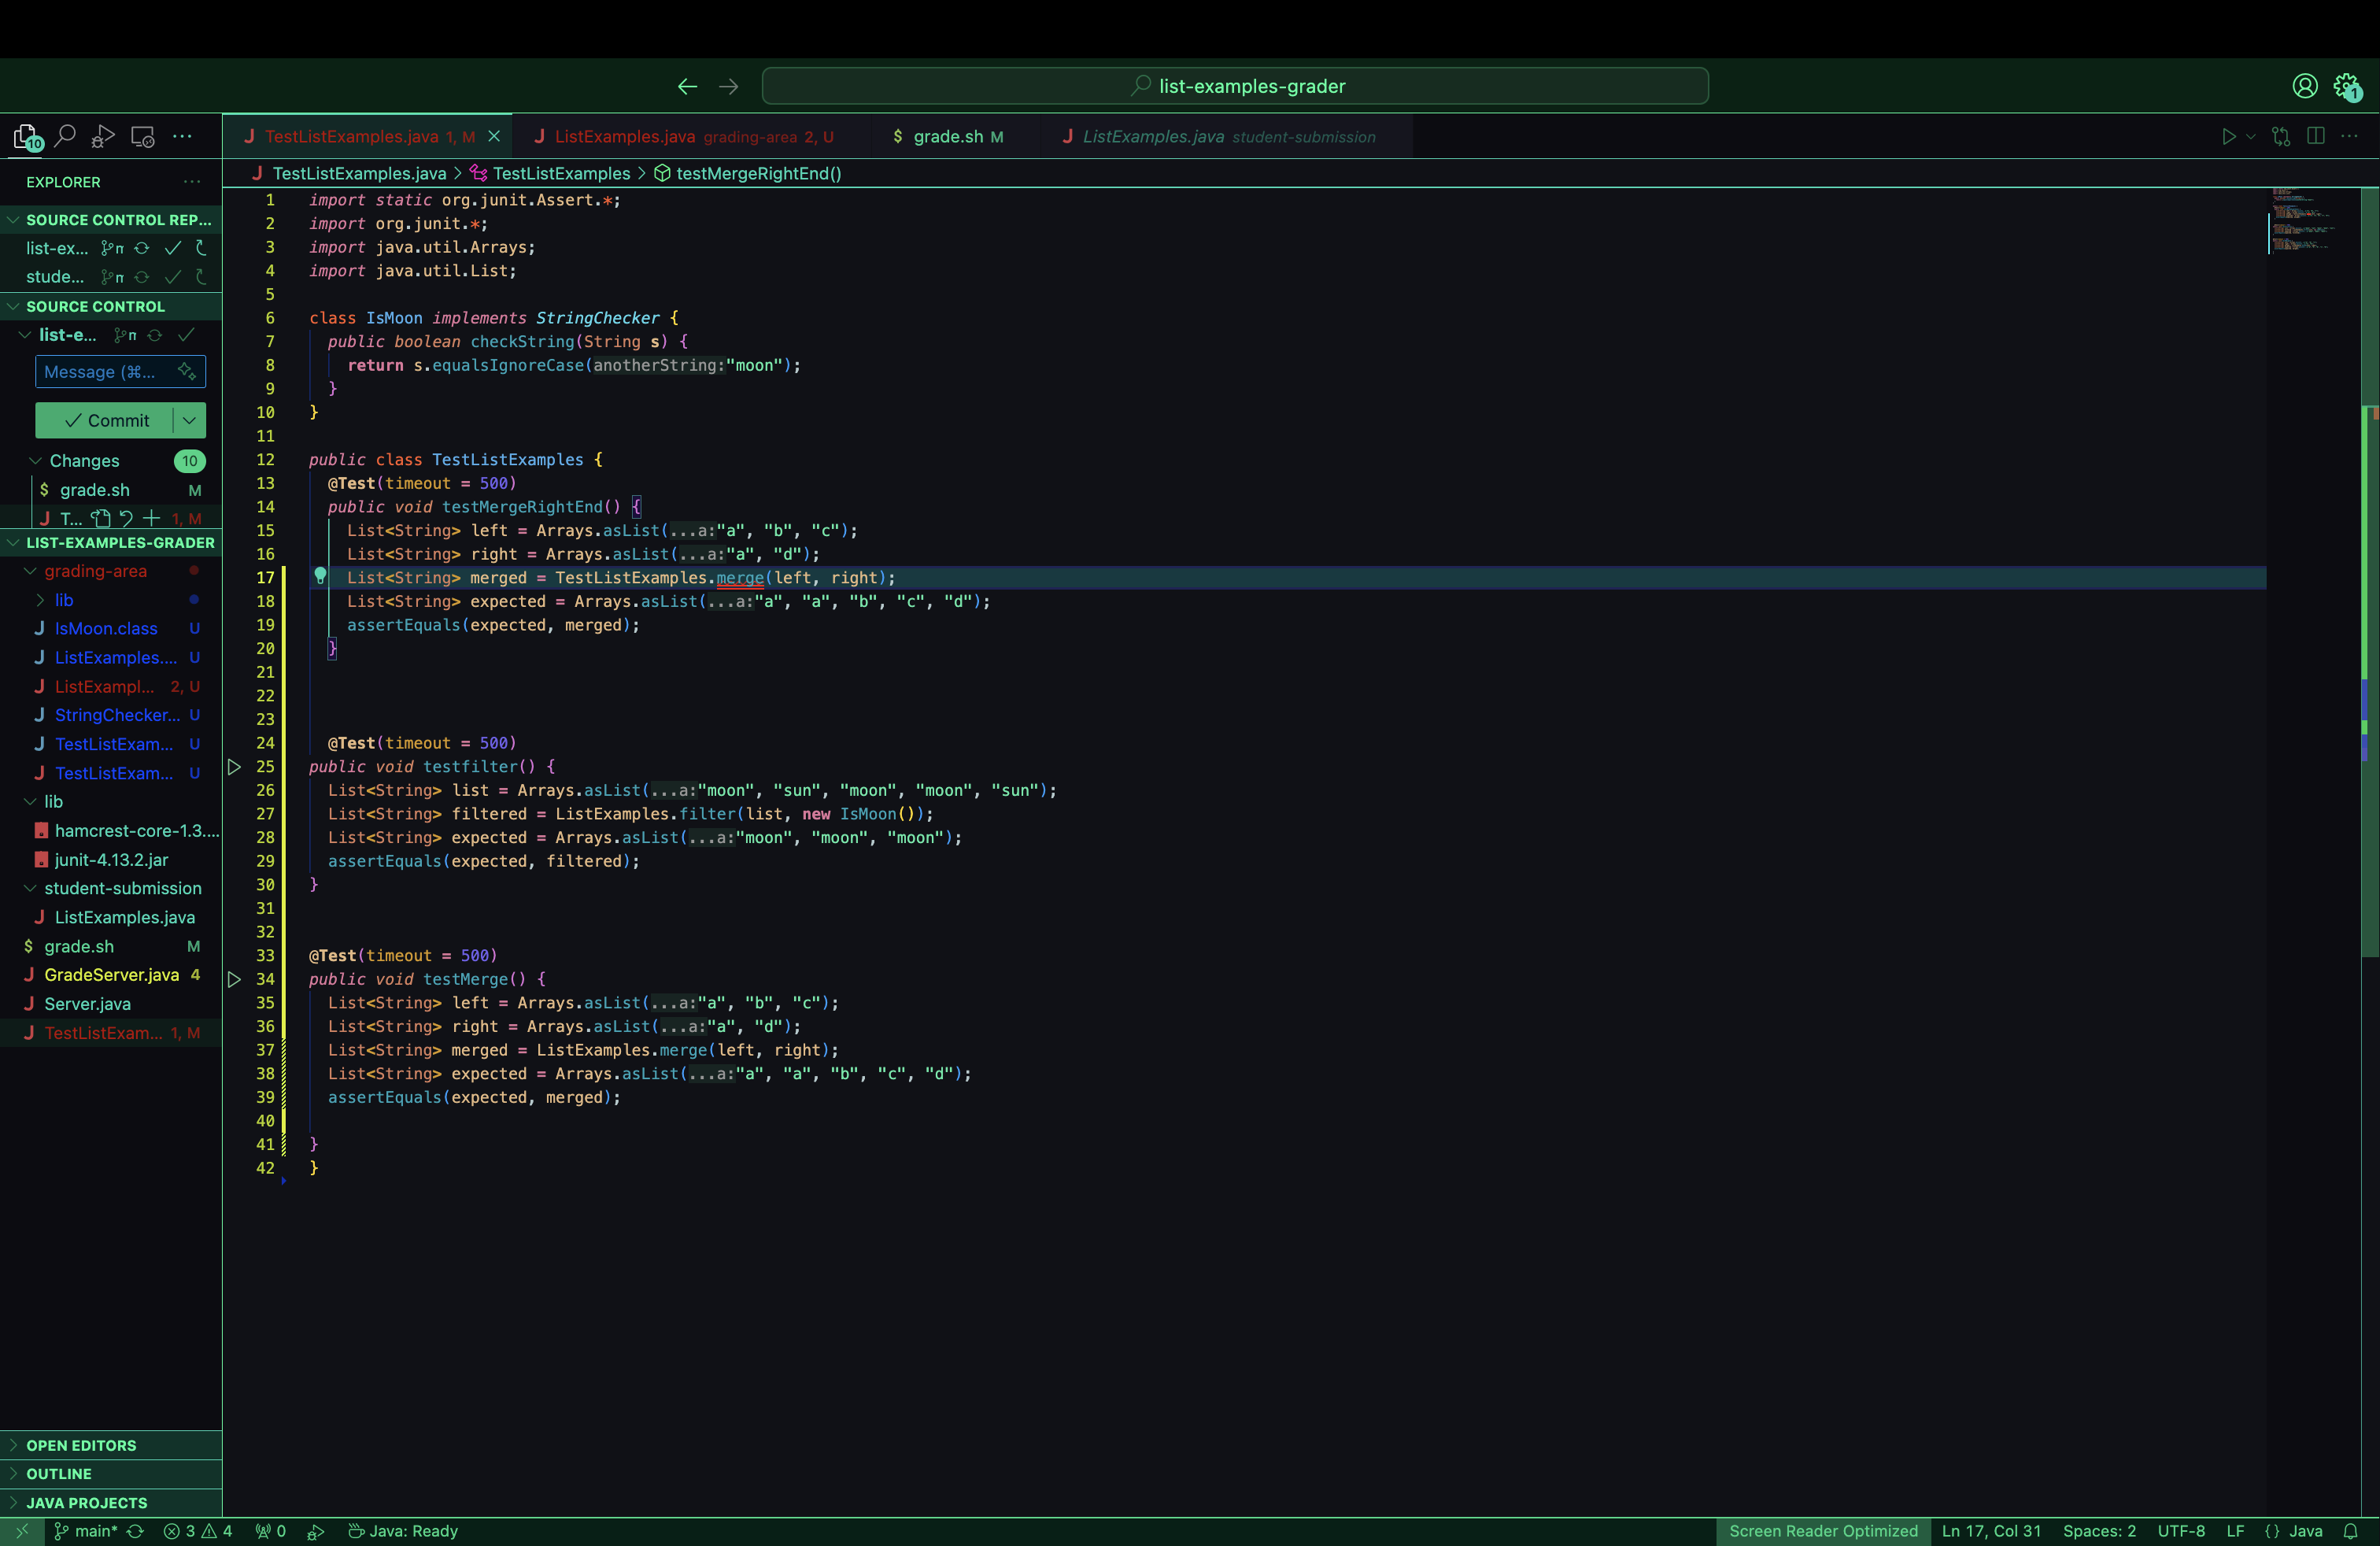 list-examples-grader
1
10
TestListExamples.java 1, M
ListExamples.java grading-area 2, U
$ grade.sh M
ListExamples.java student-submission
EXPLORER
SOURCE CONTROL REP...
list-ex...
stude...
SOURCE CONTROL
list-e...
Message (⌘...
Commit
Changes 10
$ grade.sh M
J T... 1, M
LIST-EXAMPLES-GRADER
grading-area
lib
J IsMoon.class U
J ListExamples.... U
J ListExampl... 2, U
J StringChecker... U
J TestListExam... U
J TestListExam... U
lib
hamcrest-core-1.3....
junit-4.13.2.jar
student-submission
J ListExamples.java
$ grade.sh M
J GradeServer.java 4
J Server.java
J TestListExam... 1, M
OPEN EDITORS
OUTLINE
JAVA PROJECTS
J TestListExamples.java > TestListExamples > testMergeRightEnd()
1 import static org.junit.Assert.*;
2 import org.junit.*;
3 import java.util.Arrays;
4 import java.util.List;
5
6 class IsMoon implements StringChecker {
7 public boolean checkString(String s) {
8 return s.equalsIgnoreCase(anotherString:"moon");
9 }
10 }
11
12 public class TestListExamples {
13 @Test(timeout = 500)
14 public void testMergeRightEnd() {
15 List<String> left = Arrays.asList(...a:"a", "b", "c");
16 List<String> right = Arrays.asList(...a:"a", "d");
17 List<String> merged = TestListExamples.merge(left, right);
18 List<String> expected = Arrays.asList(...a:"a", "a", "b", "c", "d");
19 assertEquals(expected, merged);
20 }
21
22
23
24 @Test(timeout = 500)
25 public void testfilter() {
26 List<String> list = Arrays.asList(...a:"moon", "sun", "moon", "moon", "sun");
27 List<String> filtered = ListExamples.filter(list, new IsMoon());
28 List<String> expected = Arrays.asList(...a:"moon", "moon", "moon");
29 assertEquals(expected, filtered);
30 }
31
32
33 @Test(timeout = 500)
34 public void testMerge() {
35 List<String> left = Arrays.asList(...a:"a", "b", "c");
36 List<String> right = Arrays.asList(...a:"a", "d");
37 List<String> merged = ListExamples.merge(left, right);
38 List<String> expected = Arrays.asList(...a:"a", "a", "b", "c", "d");
39 assertEquals(expected, merged);
40
41 }
42 }
main* 3 4 0 Java: Ready
Screen Reader Optimized Ln 17, Col 31 Spaces: 2 UTF-8 LF {} Java